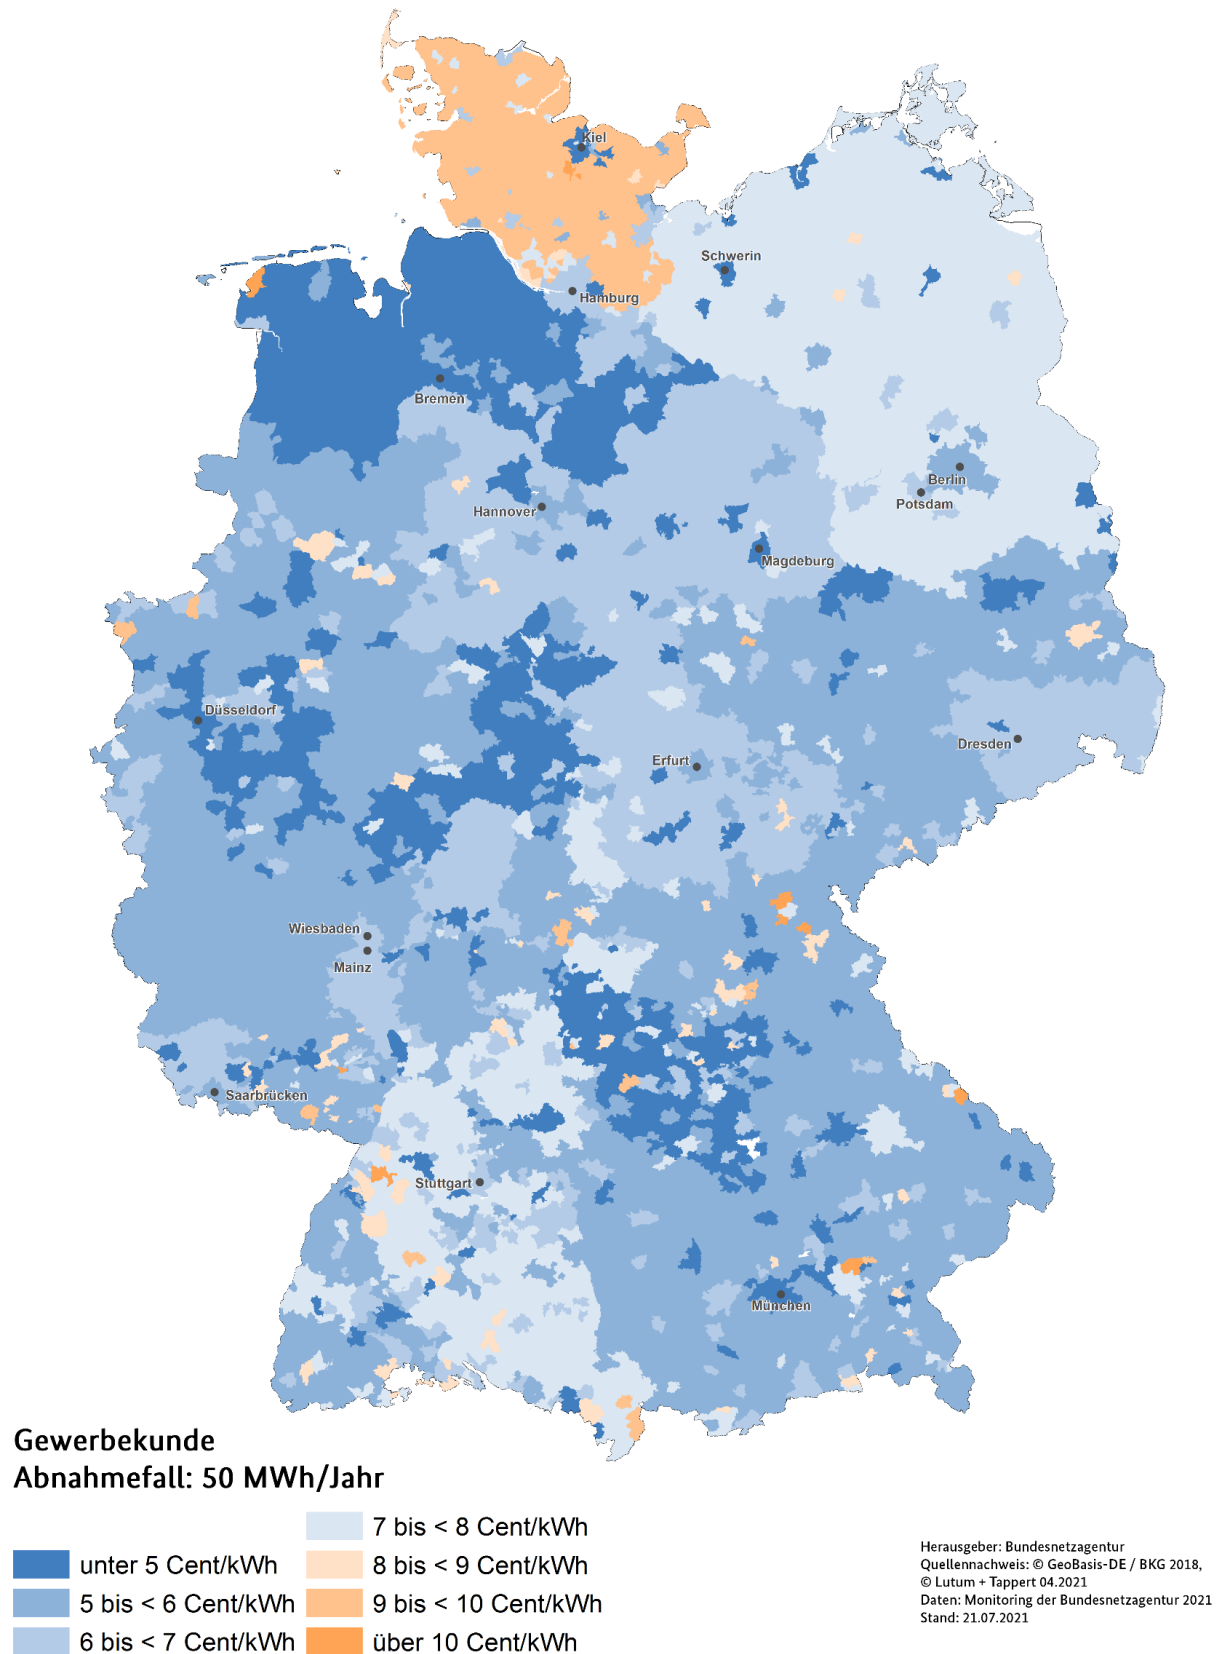 Kiel
Schwerin
Hamburg
Bremen
Berlin
Hannover
Potsdam
Magdeburg
Düsseldorf
Dresden
Erfurt
Wiesbaden
Mainz
Saarbrücken
Stuttgart
München
Gewerbekunde
Abnahmefall: 50 MWh/Jahr
unter 5 Cent/kWh
5 bis < 6 Cent/kWh
6 bis < 7 Cent/kWh
7 bis < 8 Cent/kWh
8 bis < 9 Cent/kWh
9 bis < 10 Cent/kWh
über 10 Cent/kWh
Herausgeber: Bundesnetzagentur
Quellennachweis: © GeoBasis-DE / BKG 2018,
© Lutum + Tappert 04.2021
Daten: Monitoring der Bundesnetzagentur 2021
Stand: 21.07.2021